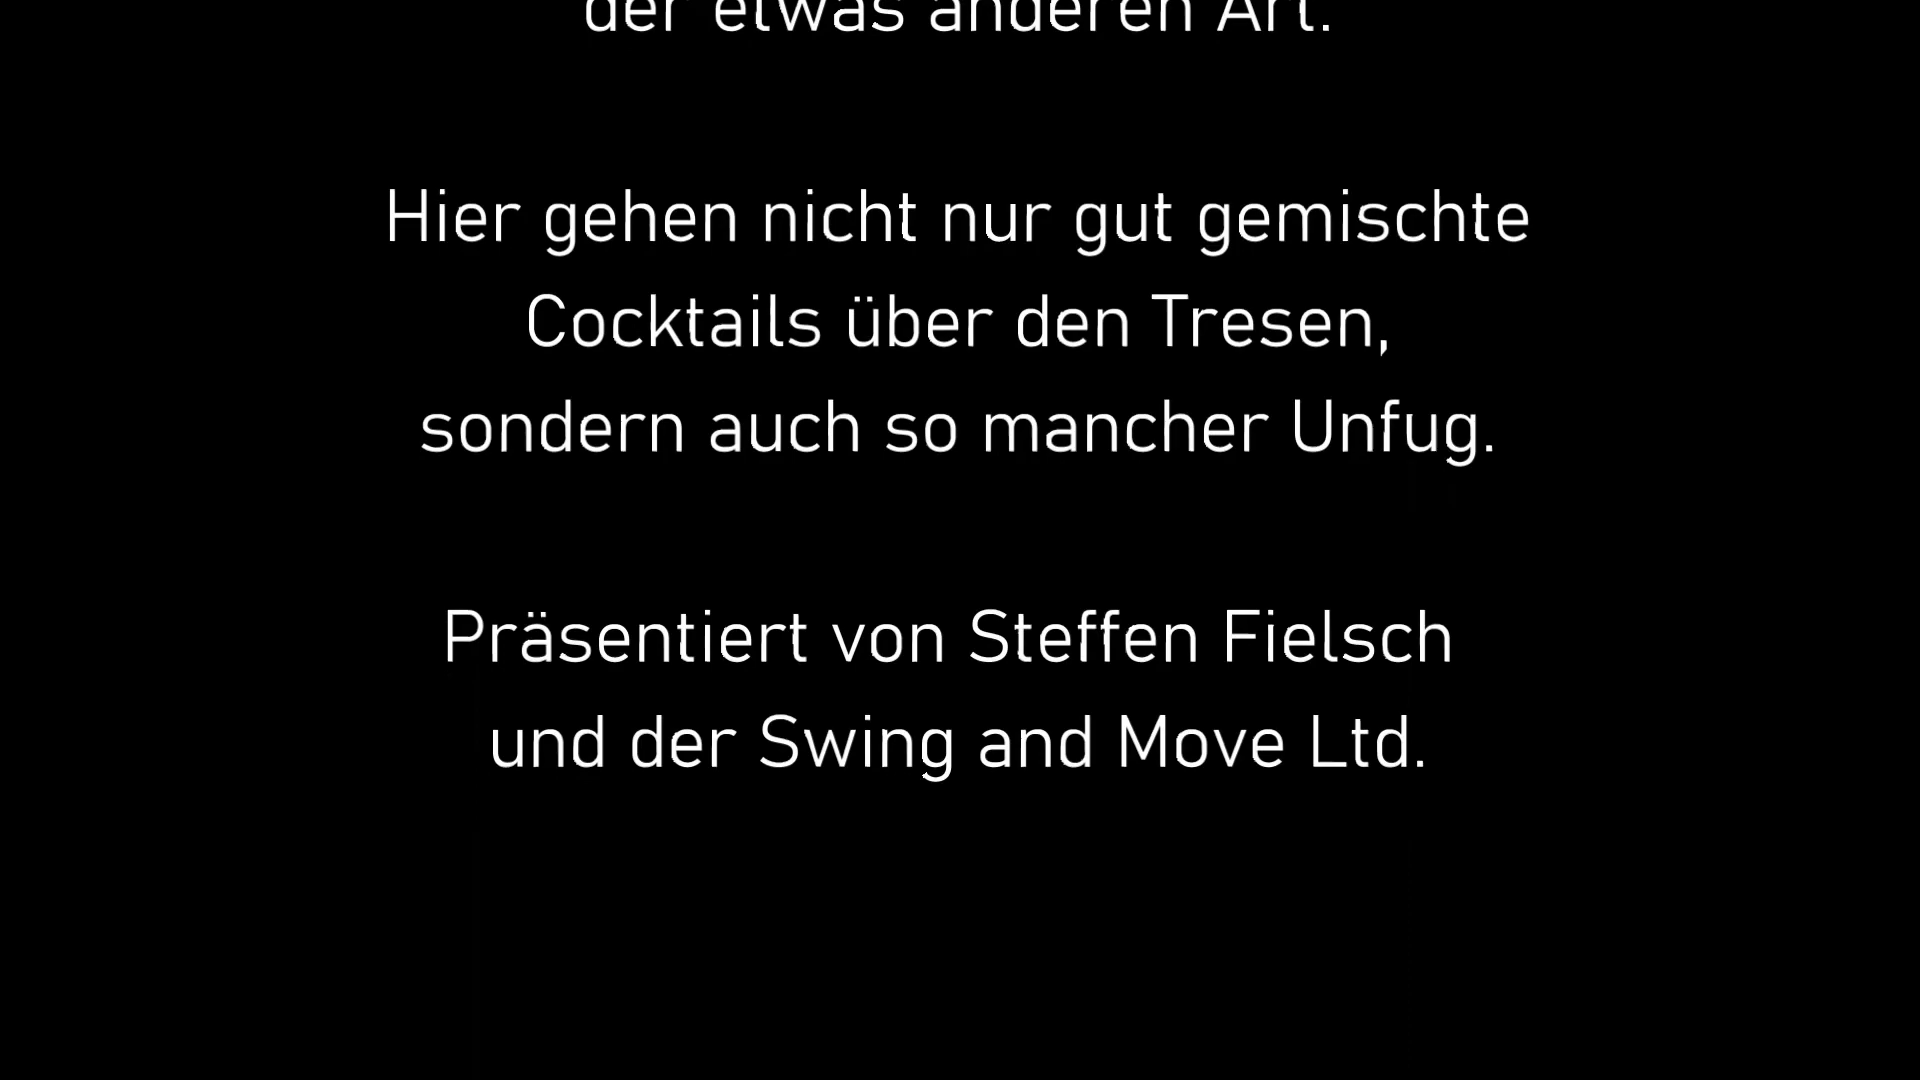 der etwas anderen Art.
Hier gehen nicht nur gut gemischte
Cocktails über den Tresen,
sondern auch so mancher Unfug.
Präsentiert von Steffen Fielsch
und der Swing and Move Ltd.